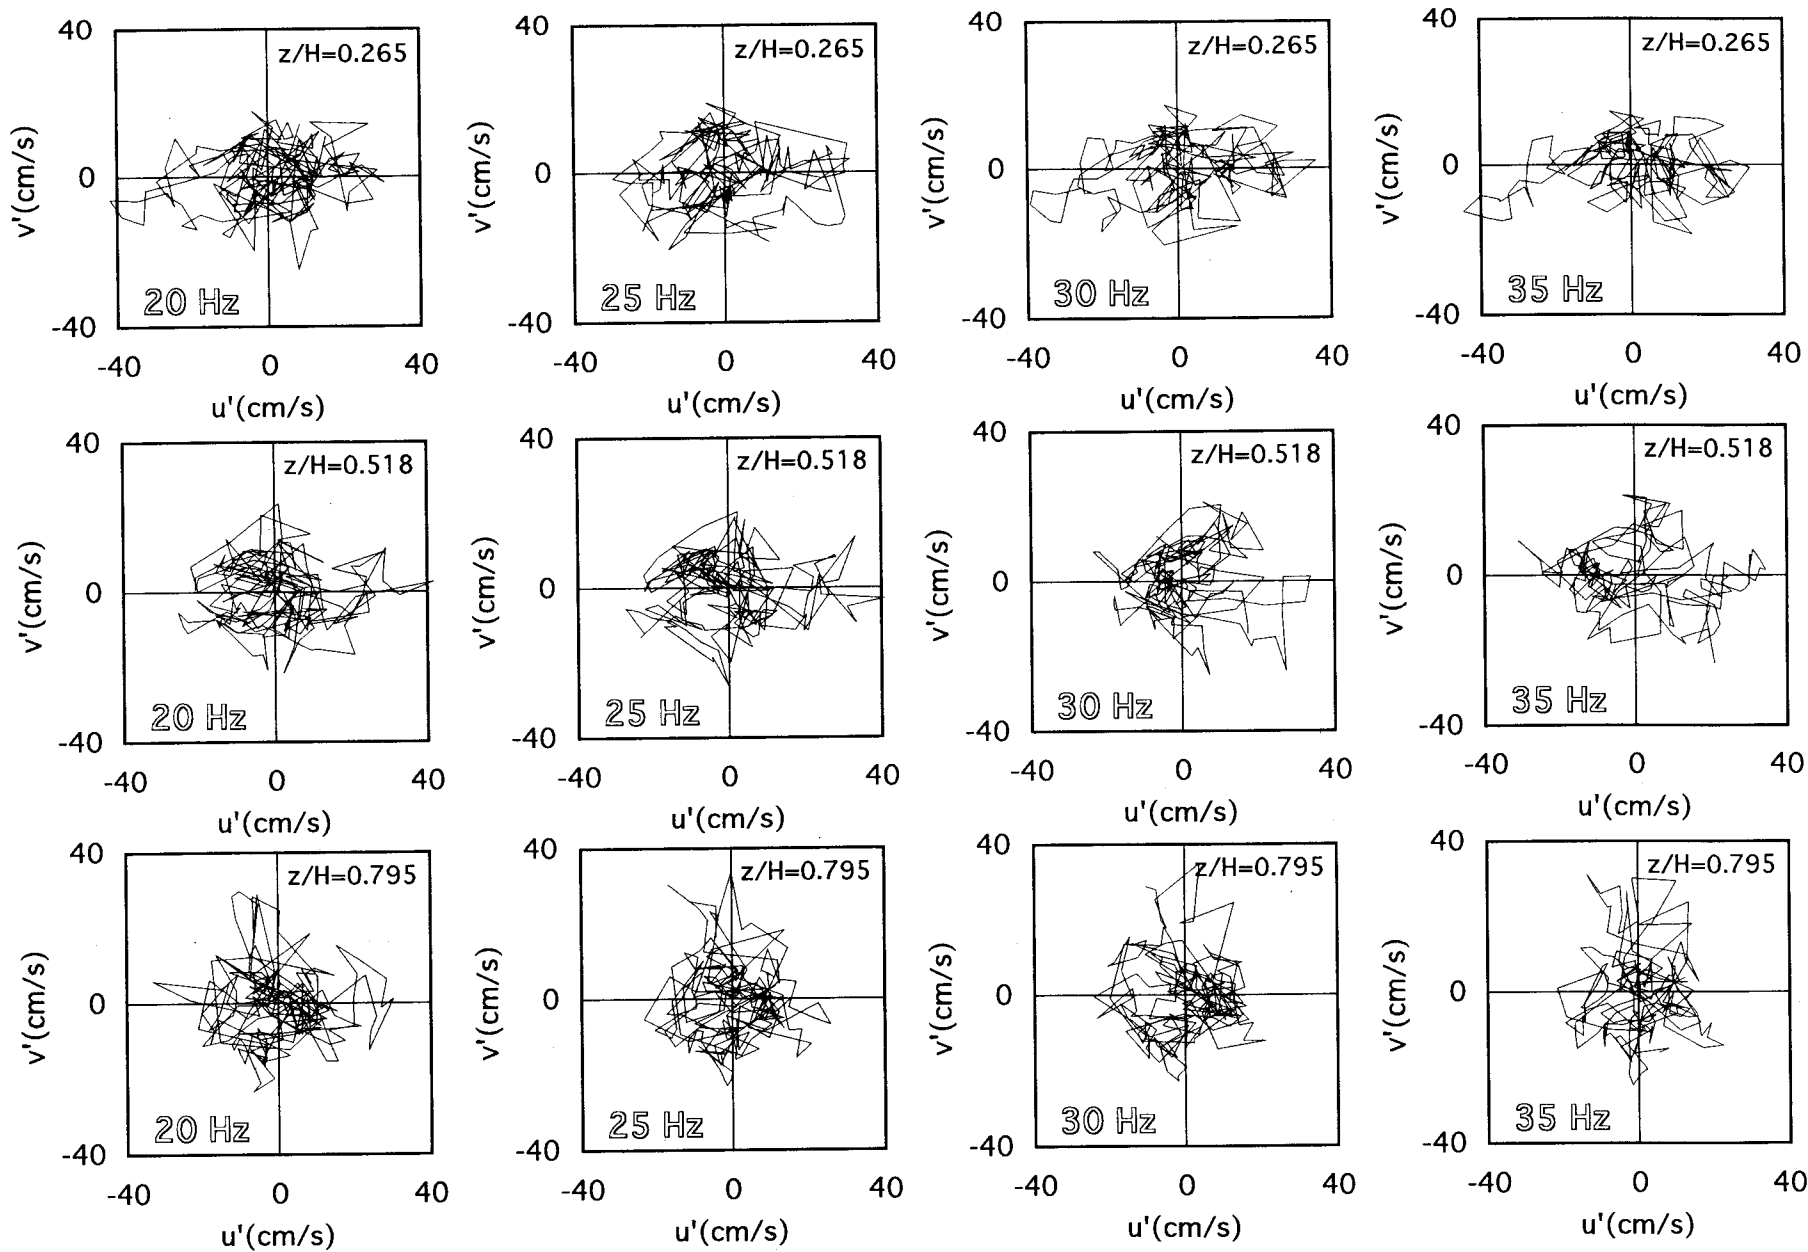 40 40 40 40
z/H=0.265 z/H=0.265 z/H=0.265 z/H=0.265
v'(cm/s) v'(cm/s) v'(cm/s) v'(cm/s)
0 0 0 0
20 Hz 25 Hz 30 Hz 35 Hz
-40 -40 -40 -40
-40 0 40 -40 0 40 -40 0 40 -40 0 40
u'(cm/s) u'(cm/s) u'(cm/s) u'(cm/s)
40 40 40 40
z/H=0.518 z/H=0.518 z/H=0.518 z/H=0.518
v'(cm/s) v'(cm/s) v'(cm/s) v'(cm/s)
0 0 0 0
20 Hz 25 Hz 30 Hz 35 Hz
-40 -40 -40 -40
-40 0 40 -40 0 40 -40 0 40 -40 0 40
u'(cm/s) u'(cm/s) u'(cm/s) u'(cm/s)
40 40 40 40
z/H=0.795 z/H=0.795 z/H=0.795 z/H=0.795
v'(cm/s) v'(cm/s) v'(cm/s) v'(cm/s)
0 0 0 0
20 Hz 25 Hz 30 Hz 35 Hz
-40 -40 -40 -40
-40 0 40 -40 0 40 -40 0 40 -40 0 40
u'(cm/s) u'(cm/s) u'(cm/s) u'(cm/s)